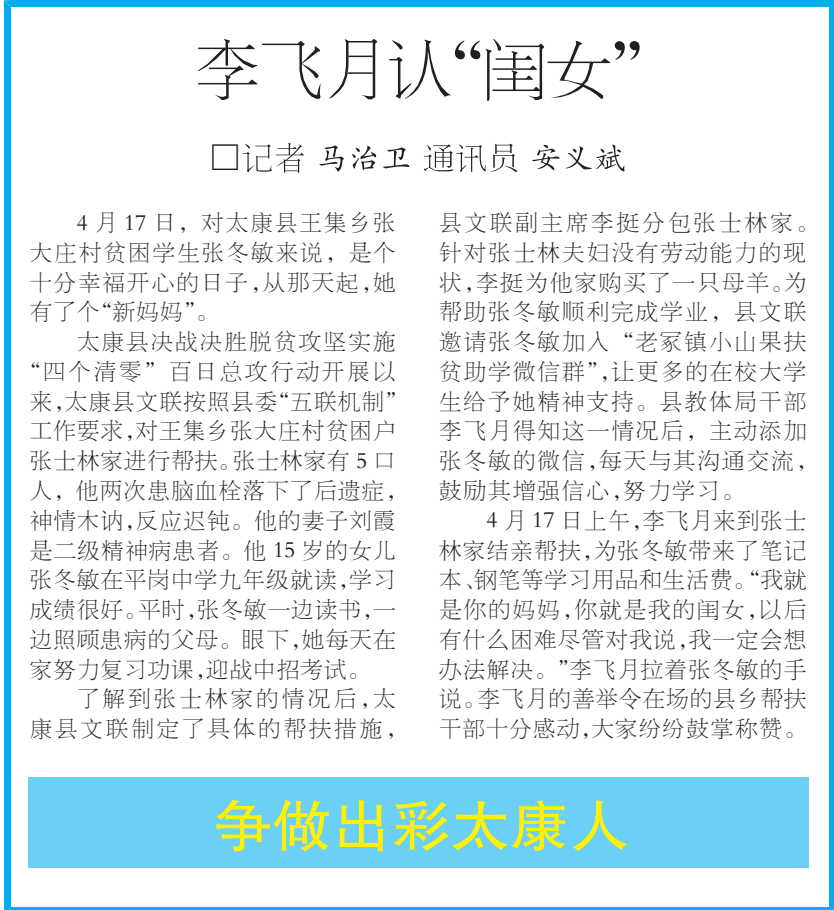 李飞月认“闺女”
□记者 马治卫 通讯员 安义斌
4 月 17 日，对太康县王集乡张
大庄村贫困学生张冬敏来说，是个
十分幸福开心的日子，从那天起，她
有了个“新妈妈”。
太康县决战决胜脱贫攻坚实施
“四个清零”百日总攻行动开展以
来，太康县文联按照县委“五联机制”
工作要求，对王集乡张大庄村贫困户
张士林家进行帮扶。张士林家有 5 口
人，他两次患脑血栓落下了后遗症，
神情木讷，反应迟钝。他的妻子刘霞
是二级精神病患者。他 15 岁的女儿
张冬敏在平岗中学九年级就读，学习
成绩很好。平时，张冬敏一边读书，一
边照顾患病的父母。眼下，她每天在
家努力复习功课，迎战中招考试。
了解到张士林家的情况后，太
康县文联制定了具体的帮扶措施，
县文联副主席李挺分包张士林家。
针对张士林夫妇没有劳动能力的现
状，李挺为他家购买了一只母羊。为
帮助张冬敏顺利完成学业，县文联
邀请张冬敏加入“老冢镇小山果扶
贫助学微信群”，让更多的在校大学
生给予她精神支持。县教体局干部
李飞月得知这一情况后，主动添加
张冬敏的微信，每天与其沟通交流，
鼓励其增强信心，努力学习。
4 月 17 日上午，李飞月来到张士
林家结亲帮扶，为张冬敏带来了笔记
本、钢笔等学习用品和生活费。“我就
是你的妈妈，你就是我的闺女，以后
有什么困难尽管对我说，我一定会想
办法解决。”李飞月拉着张冬敏的手
说。李飞月的善举令在场的县乡帮扶
干部十分感动，大家纷纷鼓掌称赞。
争做出彩太康人